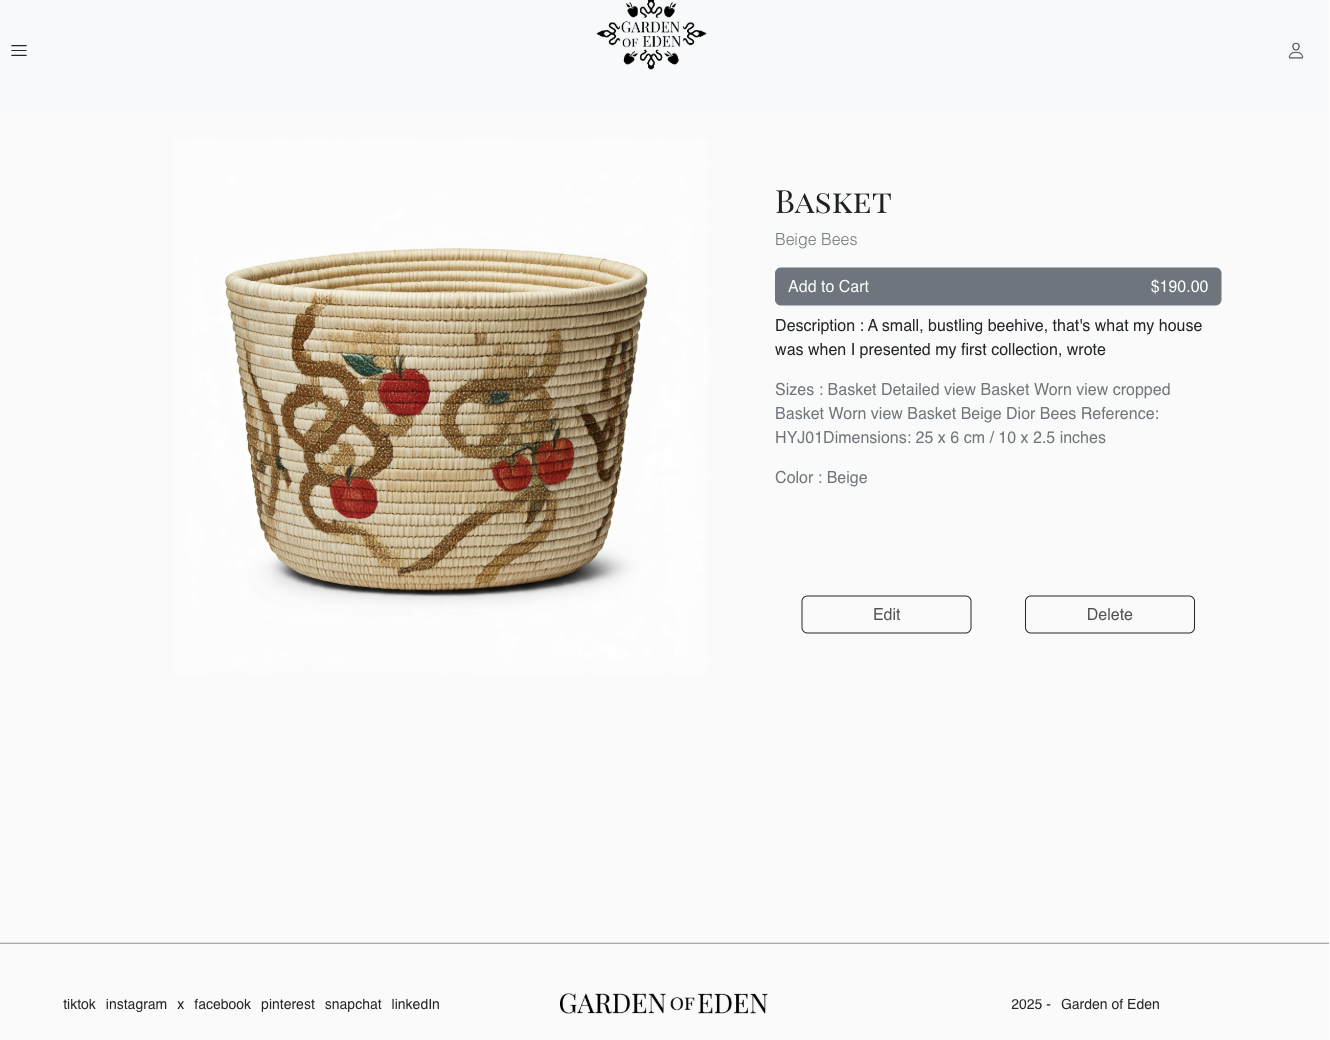 GARDEN
OF EDEN
BASKET
Beige Bees
Add to Cart $190.00
Description : A small, bustling beehive, that's what my house
was when I presented my first collection, wrote
Sizes : Basket Detailed view Basket Worn view cropped
Basket Worn view Basket Beige Dior Bees Reference:
HYJ01Dimensions: 25 x 6 cm / 10 x 2.5 inches
Color : Beige
Edit Delete
tiktok instagram x facebook pinterest snapchat linkedIn GARDEN OF EDEN 2025 - Garden of Eden